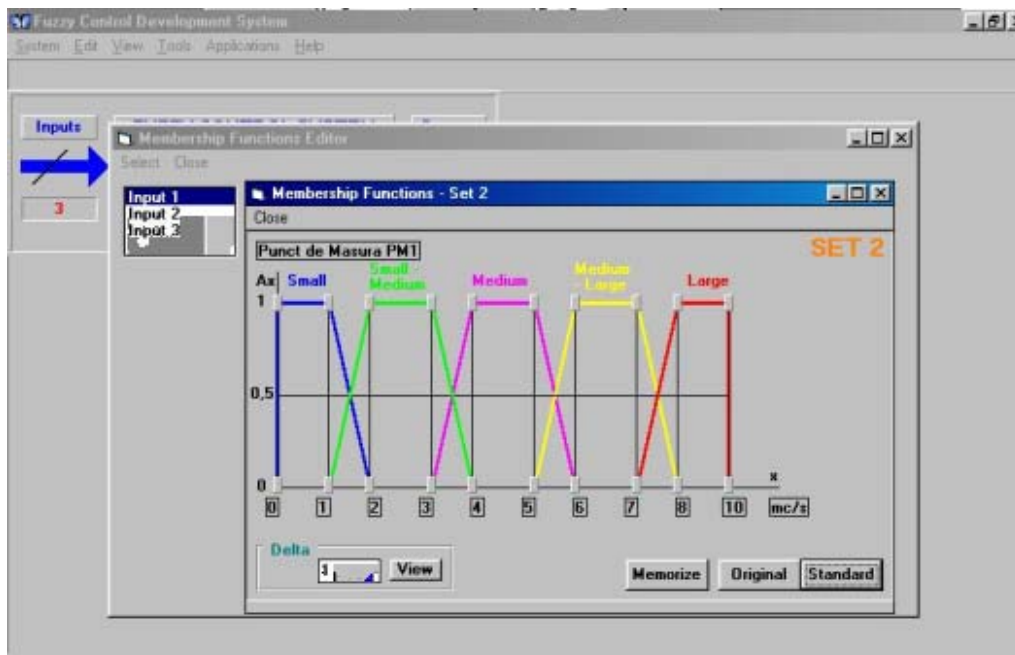 Fuzzy Control Development System
System Edit View Tools Applications Help
Inputs
3
Membership Functions Editor
Select Close
Input 1
Input 2
Input 3
Membership Functions - Set 2
Close
Punct de Masura PM1
SET 2
Ax
Small
Small -
Medium
Medium
Medium
- Large
Large
1
0,5
0
x
0 1 2 3 4 5 6 7 8 10 mc/s
Delta
3
View
Memorize
Original
Standard